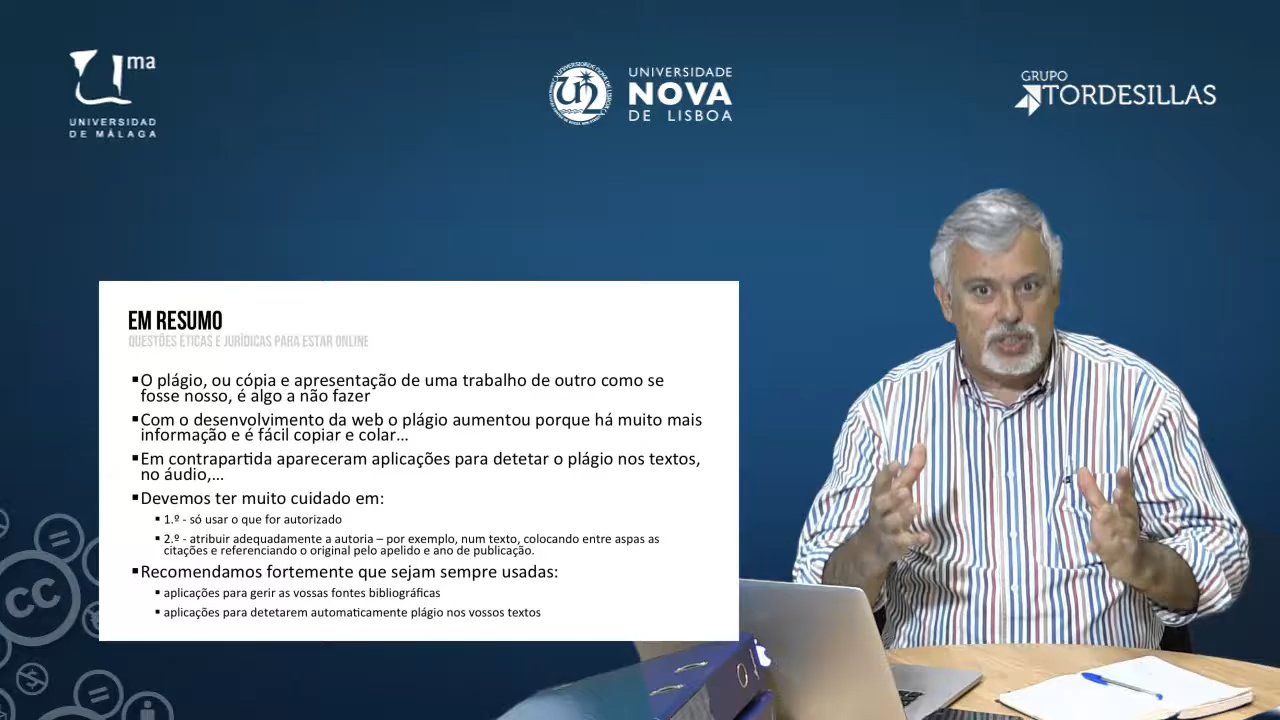 ma
UNIVERSIDAD
DE MÁLAGA
UNIVERSIDADE
NOVA
DE LISBOA
GRUPO
TORDESILLAS
EM RESUMO
QUESTÕES ÉTICAS E JURÍDICAS PARA ESTAR ONLINE
▪O plágio, ou cópia e apresentação de uma trabalho de outro como se
fosse nosso, é algo a não fazer
▪Com o desenvolvimento da web o plágio aumentou porque há muito mais
informação e é fácil copiar e colar…
▪Em contrapartida apareceram aplicações para detetar o plágio nos textos,
no áudio,…
▪Devemos ter muito cuidado em:
▪ 1.º - só usar o que for autorizado
▪ 2.º - atribuir adequadamente a autoria – por exemplo, num texto, colocando entre aspas as
citações e referenciando o original pelo apelido e ano de publicação.
▪Recomendamos fortemente que sejam sempre usadas:
▪ aplicações para gerir as vossas fontes bibliográficas
▪ aplicações para detetarem automaticamente plágio nos vossos textos
cc